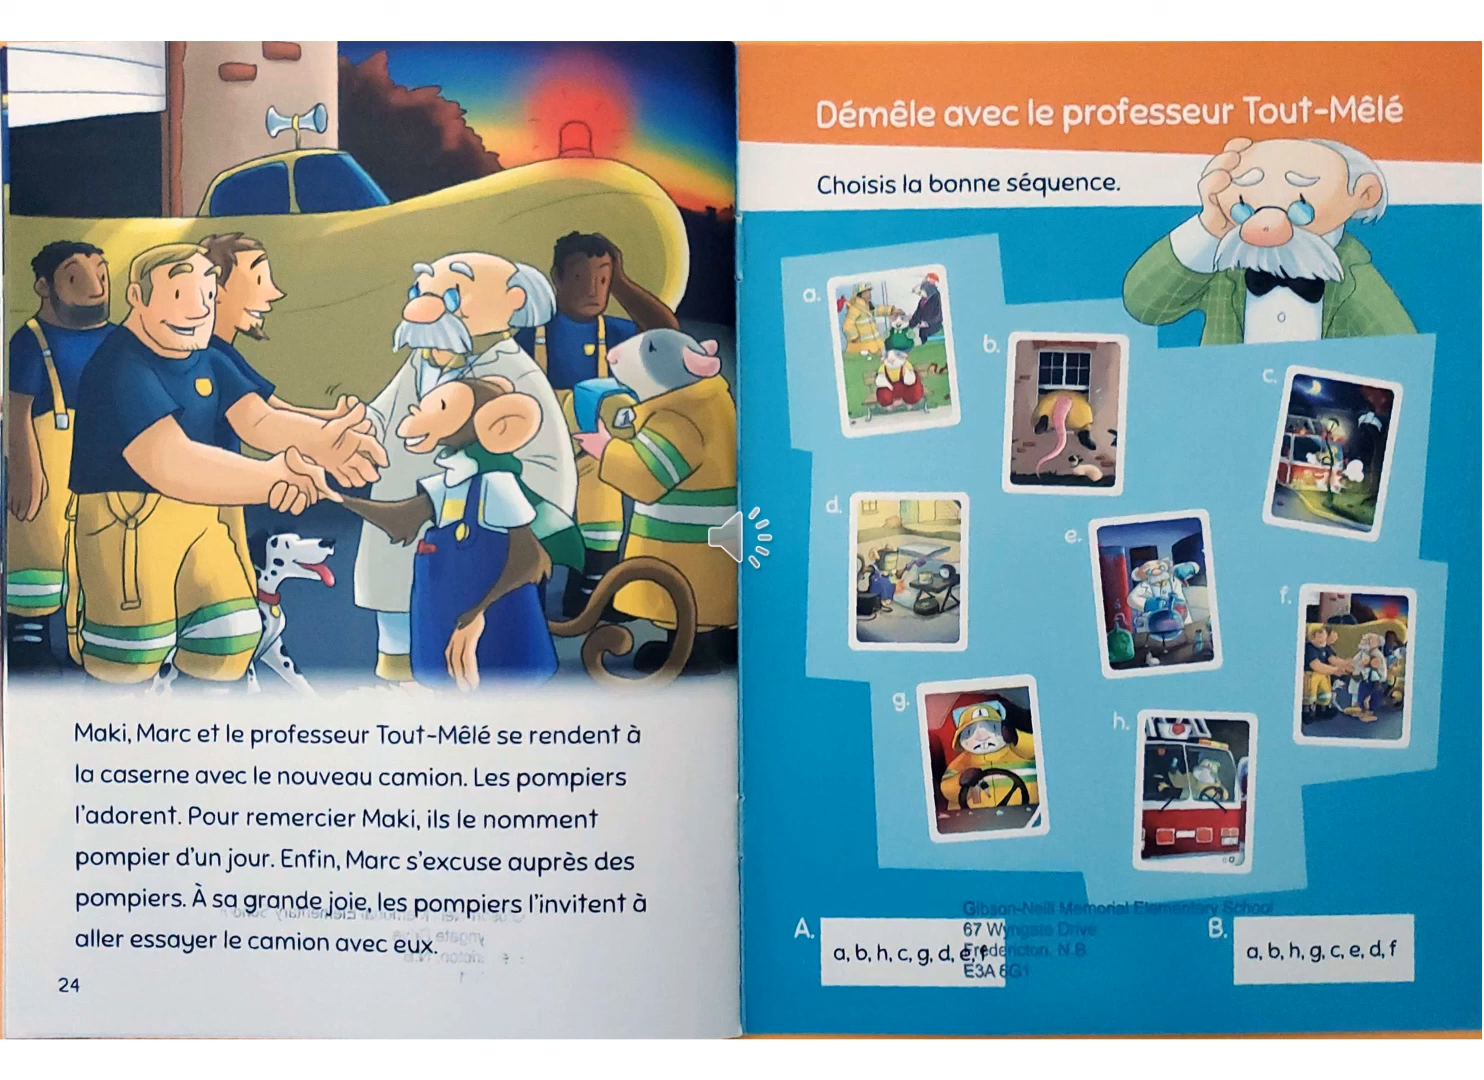 Maki, Marc et le professeur Tout-Mêlé se rendent à
la caserne avec le nouveau camion. Les pompiers
l'adorent. Pour remercier Maki, ils le nomment
pompier d'un jour. Enfin, Marc s'excuse auprès des
pompiers. À sa grande joie, les pompiers l'invitent à
aller essayer le camion avec eux.
24
Démêle avec le professeur Tout-Mêlé
Choisis la bonne séquence.
a.
b.
c.
d.
e.
f.
g.
h.
Gibson-Neill Memorial Elementary School
67 Wyngate Drive
Fredericton, N.B.
E3A 6G1
A.
a, b, h, c, g, d, e, f
B.
a, b, h, g, c, e, d, f